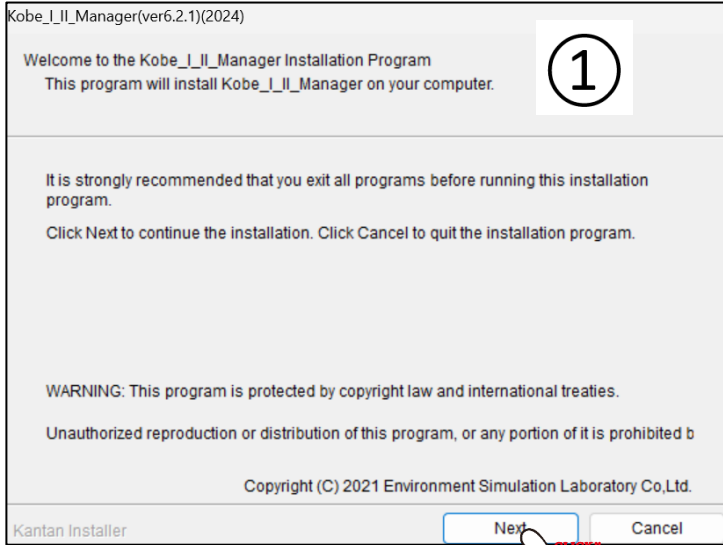 Kobe_I_II_Manager(ver6.2.1)(2024)
Welcome to the Kobe_I_II_Manager Installation Program
This program will install Kobe_I_II_Manager on your computer.
①
It is strongly recommended that you exit all programs before running this installation
program.
Click Next to continue the installation. Click Cancel to quit the installation program.
WARNING: This program is protected by copyright law and international treaties.
Unauthorized reproduction or distribution of this program, or any portion of it is prohibited b
Copyright (C) 2021 Environment Simulation Laboratory Co,Ltd.
Kantan Installer
Next
Cancel